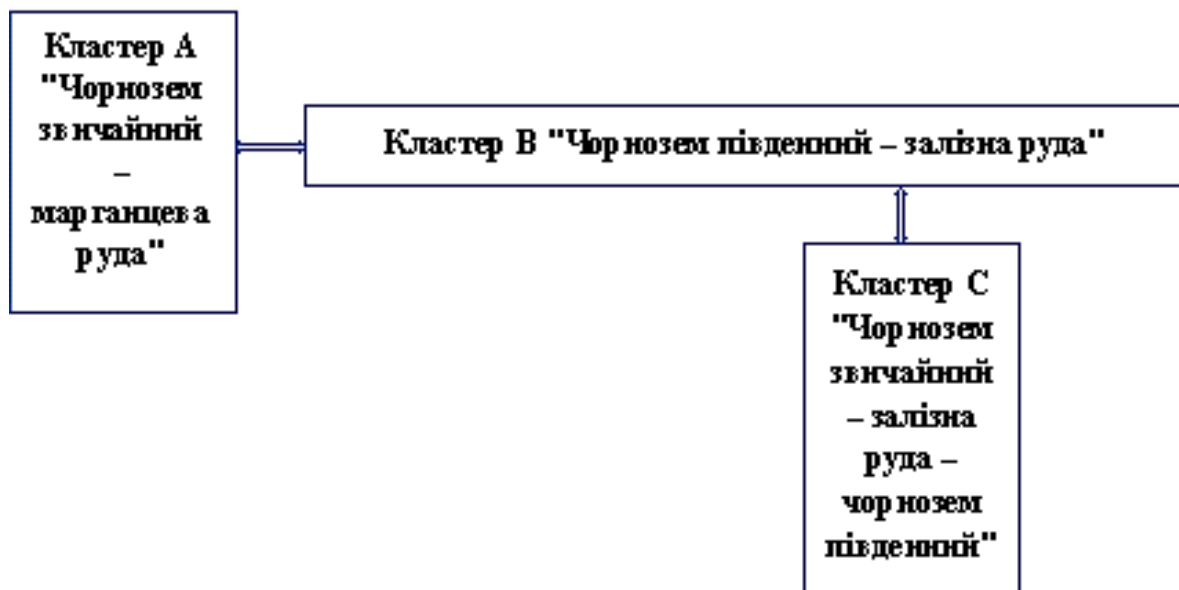 Кластер А
"Чорнозем
звичайний
–
марганцева
руда"
Кластер В "Чорнозем південний – залізна руда"
Кластер С
"Чорнозем
звичайний
– залізна
руда –
чорнозем
південний"